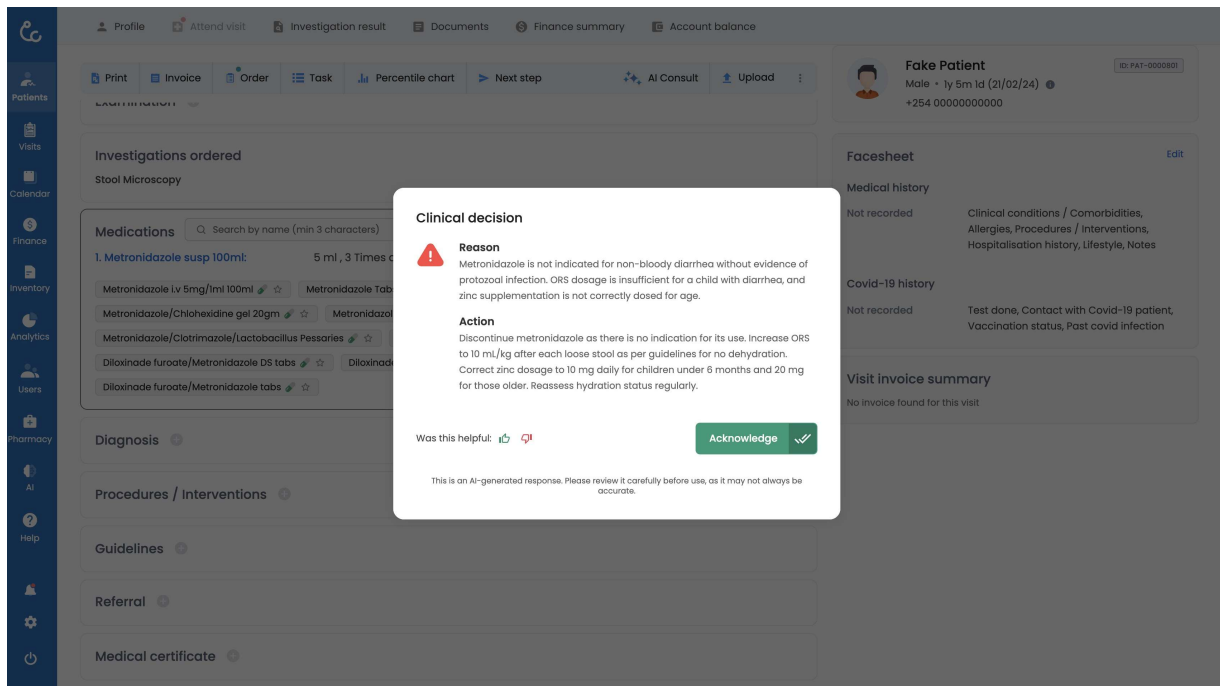 Profile
Attend visit
Investigation result
Documents
Finance summary
Account balance
Patients
Visits
Calendar
Finance
Inventory
Analytics
Users
Pharmacy
AI
Help
Print
Invoice
Order
Task
Percentile chart
Next step
AI Consult
Upload
Examination
Investigations ordered
Stool Microscopy
Medications
Search by name (min 3 characters)
1. Metronidazole susp 100ml:
5 ml , 3 Times
Metronidazole i.v 5mg/1ml 100ml
Metronidazole Tab
Metronidazole/Chlohexidine gel 20gm
Metronidazol
Metronidazole/Clotrimazole/Lactobacillus Pessaries
Diloxinade furoate/Metronidazole DS tabs
Diloxinad
Diloxinade furoate/Metronidazole tabs
Diagnosis
Procedures / Interventions
Guidelines
Referral
Medical certificate
Clinical decision
Reason
Metronidazole is not indicated for non-bloody diarrhea without evidence of
protozoal infection. ORS dosage is insufficient for a child with diarrhea, and
zinc supplementation is not correctly dosed for age.
Action
Discontinue metronidazole as there is no indication for its use. Increase ORS
to 10 mL/kg after each loose stool as per guidelines for no dehydration.
Correct zinc dosage to 10 mg daily for children under 6 months and 20 mg
for those older. Reassess hydration status regularly.
Was this helpful:
Acknowledge
This is an AI-generated response. Please review it carefully before use, as it may not always be
accurate.
Fake Patient
ID: PAT-0000801
Male • 1y 5m 1d (21/02/24)
+254 00000000000
Facesheet
Edit
Medical history
Not recorded
Clinical conditions / Comorbidities,
Allergies, Procedures / Interventions,
Hospitalisation history, Lifestyle, Notes
Covid-19 history
Not recorded
Test done, Contact with Covid-19 patient,
Vaccination status, Past covid infection
Visit invoice summary
No invoice found for this visit